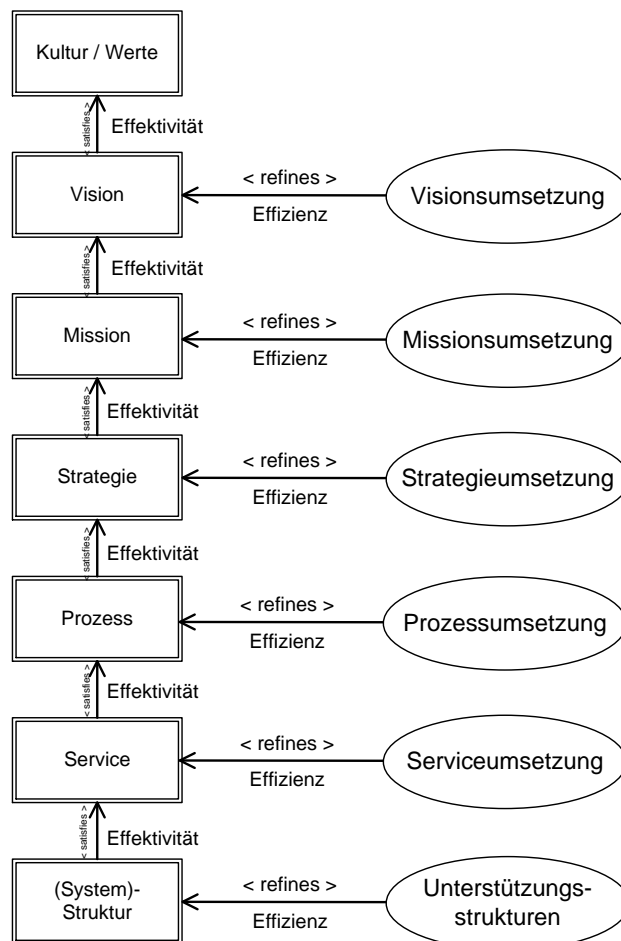 Kultur / Werte
< satisfies >
Effektivität
Vision
< refines >
Effizienz
Visionsumsetzung
< satisfies >
Effektivität
Mission
< refines >
Effizienz
Missionsumsetzung
< satisfies >
Effektivität
Strategie
< refines >
Effizienz
Strategieumsetzung
< satisfies >
Effektivität
Prozess
< refines >
Effizienz
Prozessumsetzung
< satisfies >
Effektivität
Service
< refines >
Effizienz
Serviceumsetzung
< satisfies >
Effektivität
(System)-
Struktur
< refines >
Effizienz
Unterstützungs-
strukturen